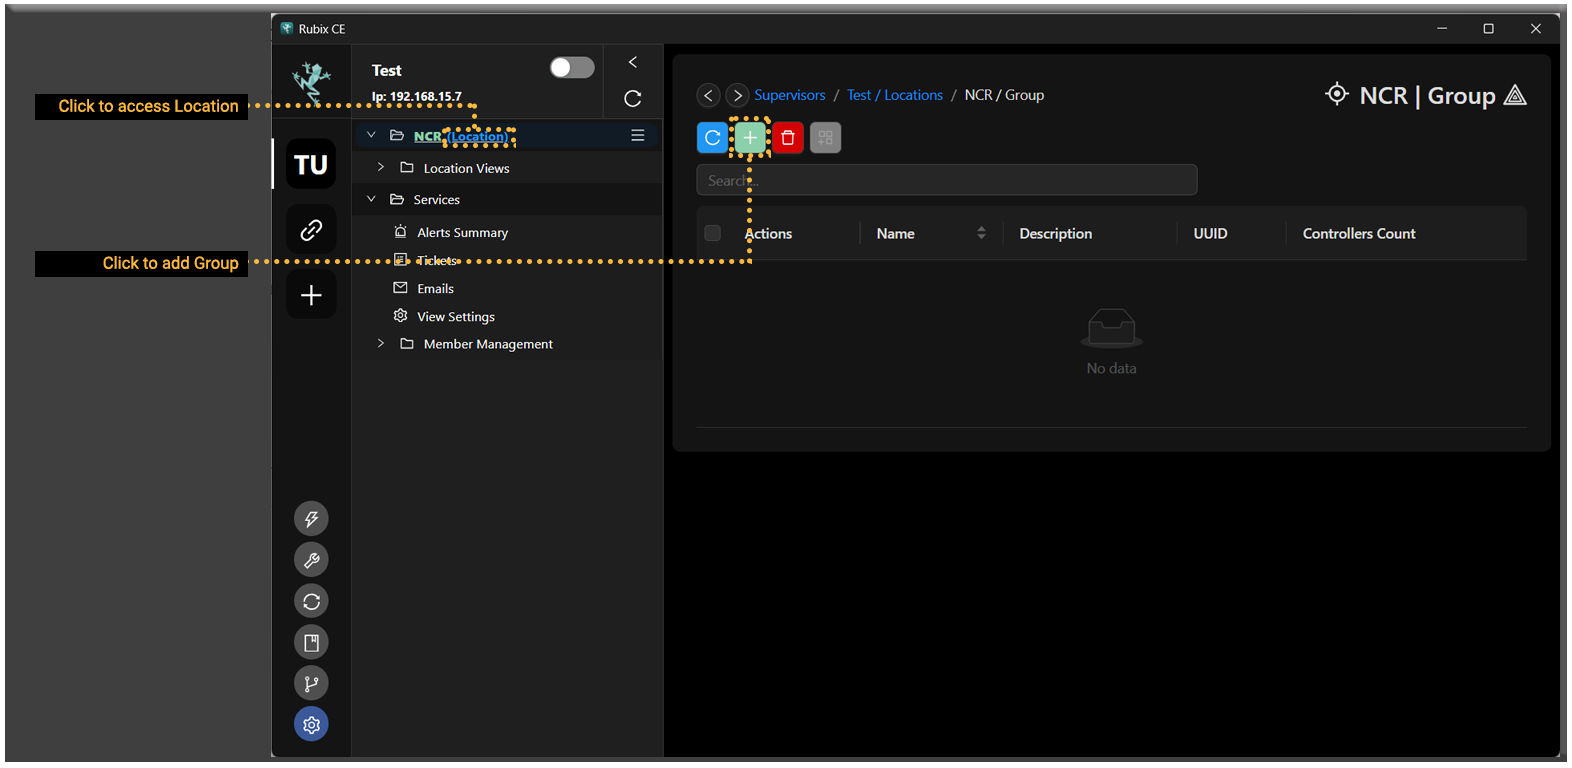 Rubix CE
Test
Ip: 192.168.15.7
Click to access Location
NCR (Location)
Location Views
Services
Alerts Summary
Click to add Group
Tickets
Emails
View Settings
Member Management
TU
Supervisors / Test / Locations / NCR / Group
NCR | Group
Search...
Actions Name Description UUID Controllers Count
No data